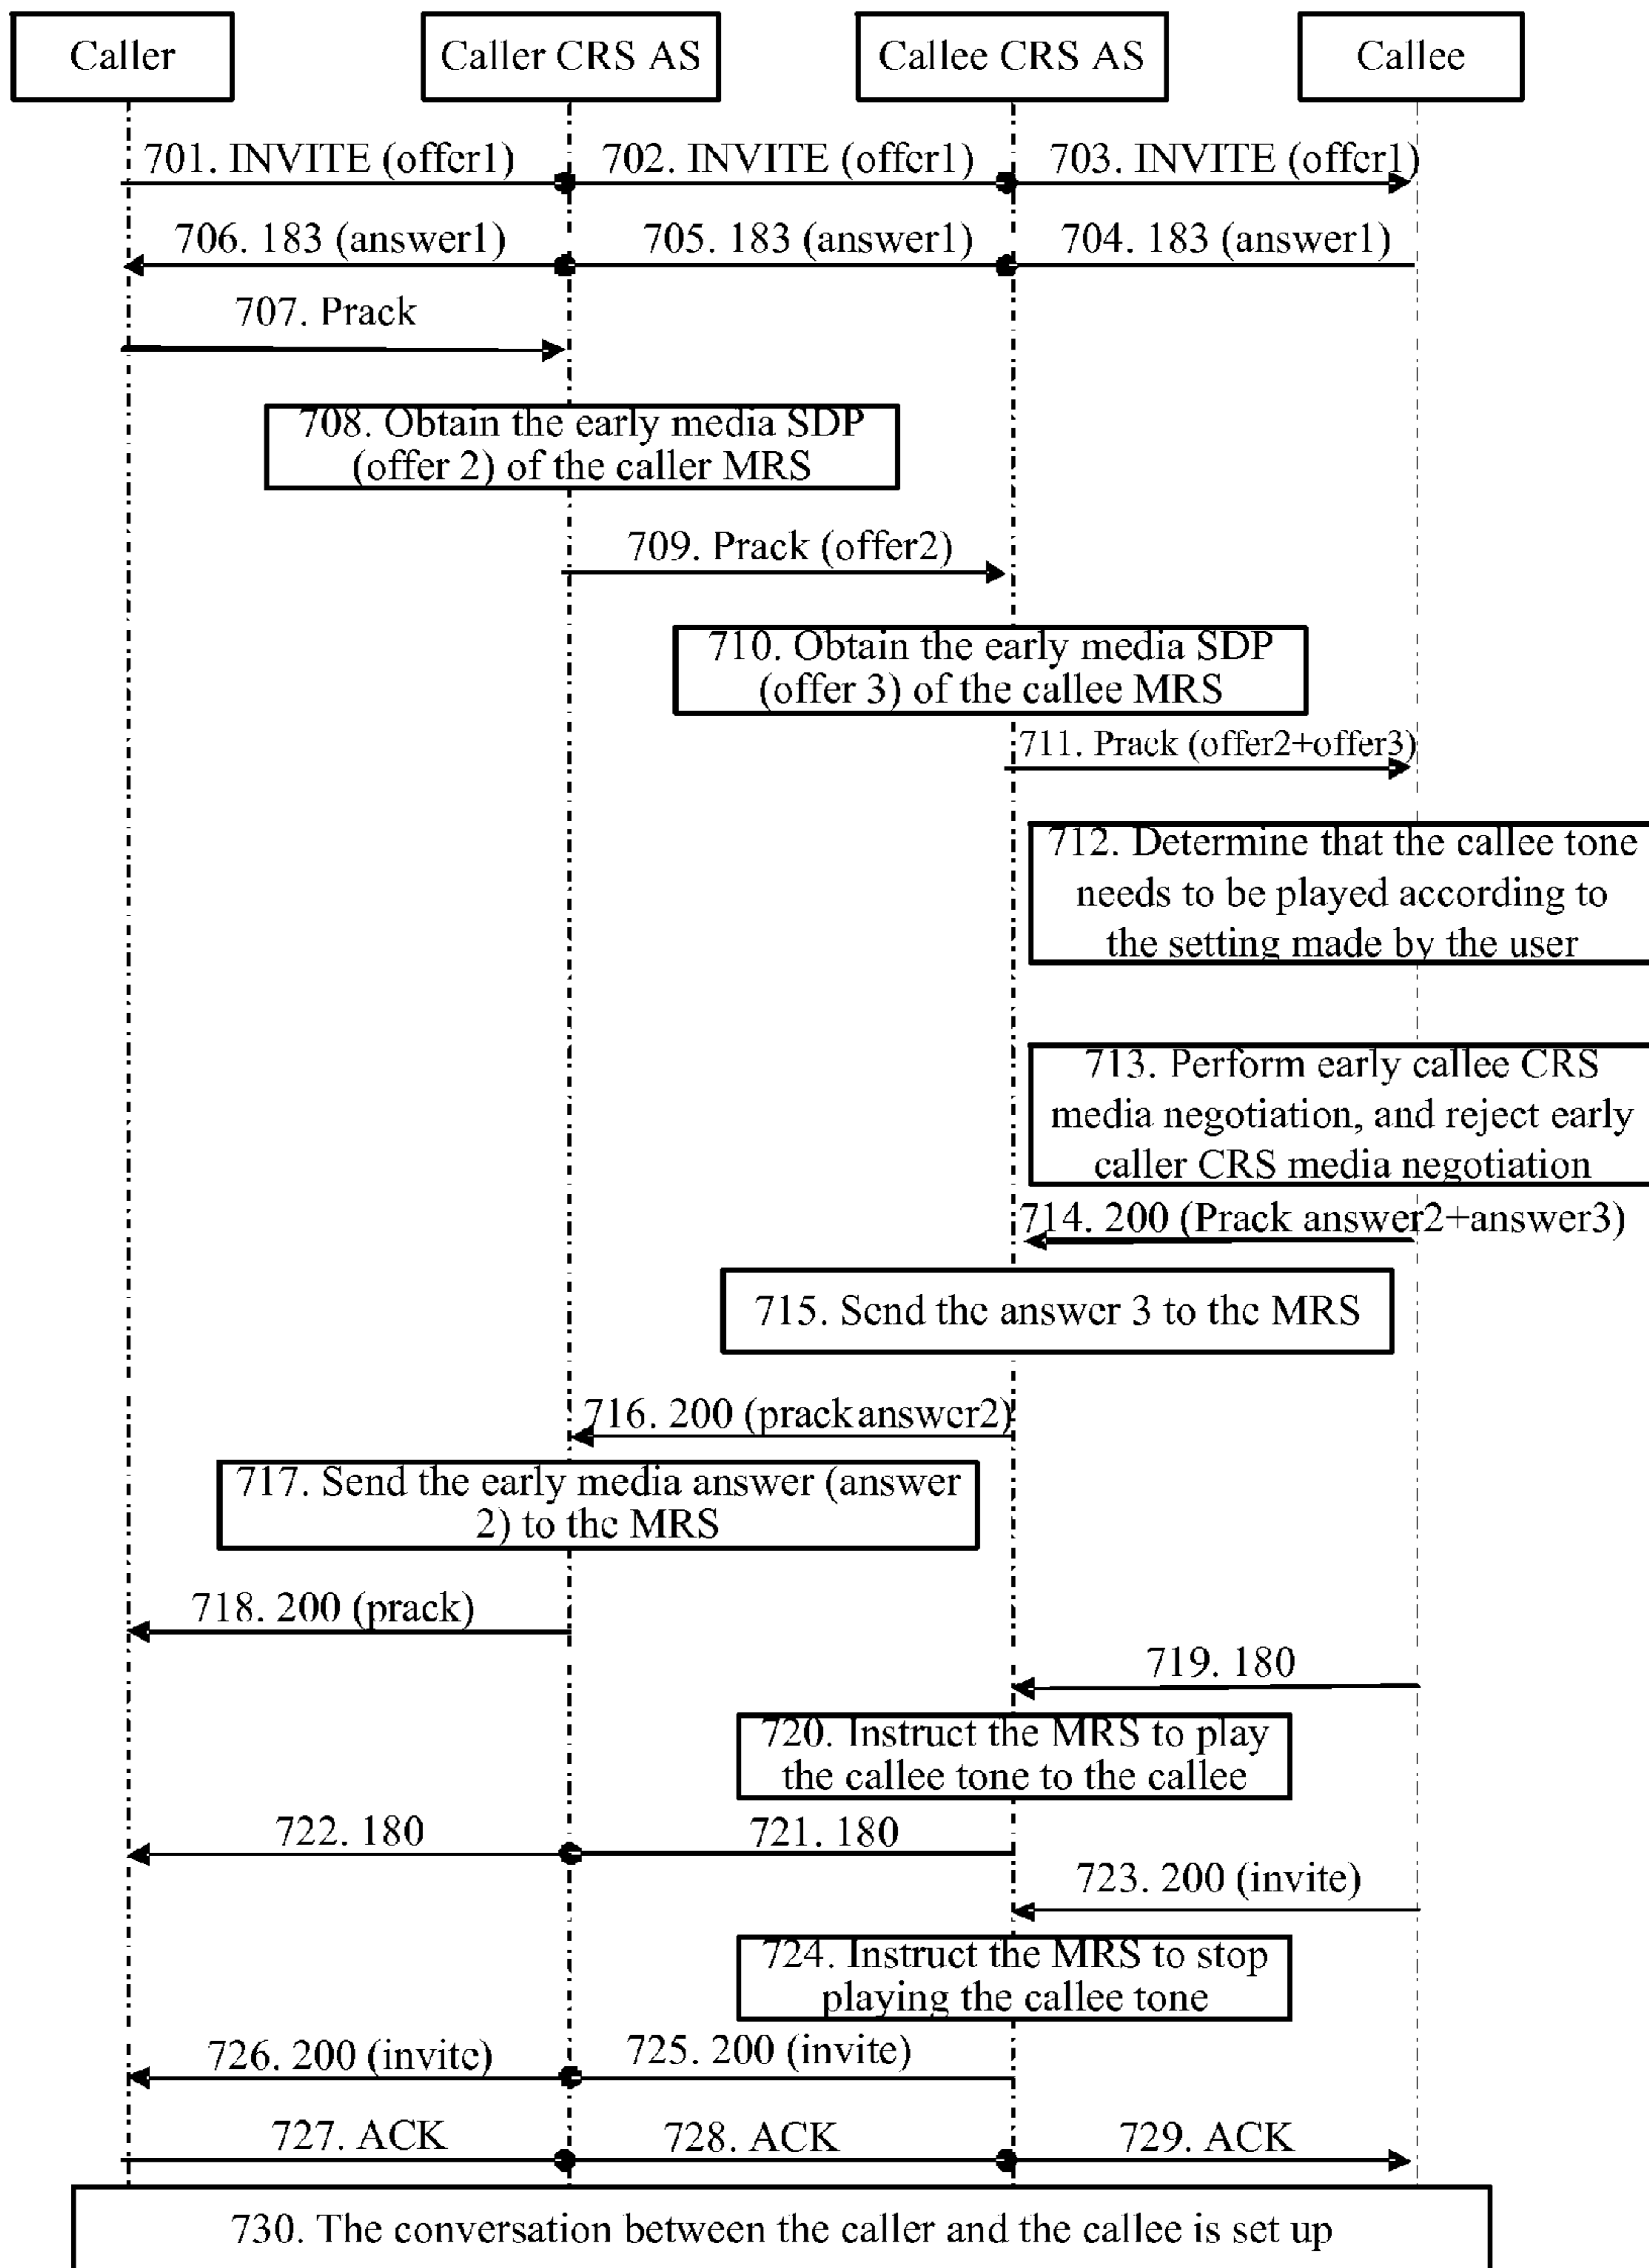 Caller
Caller CRS AS
Callee CRS AS
Callee
701. INVITE (offer1)
702. INVITE (offer1)
703. INVITE (offer1)
706. 183 (answer1)
705. 183 (answer1)
704. 183 (answer1)
707. Prack
708. Obtain the early media SDP
(offer 2) of the caller MRS
709. Prack (offer2)
710. Obtain the early media SDP
(offer 3) of the callee MRS
711. Prack (offer2+offer3)
712. Determine that the callee tone
needs to be played according to
the setting made by the user
713. Perform early callee CRS
media negotiation, and reject early
caller CRS media negotiation
714. 200 (Prack answer2+answer3)
715. Send the answer 3 to the MRS
716. 200 (prackanswer2)
717. Send the early media answer (answer
2) to the MRS
718. 200 (prack)
719. 180
720. Instruct the MRS to play
the callee tone to the callee
722. 180
721. 180
723. 200 (invite)
724. Instruct the MRS to stop
playing the callee tone
726. 200 (invite)
725. 200 (invite)
727. ACK
728. ACK
729. ACK
730. The conversation between the caller and the callee is set up